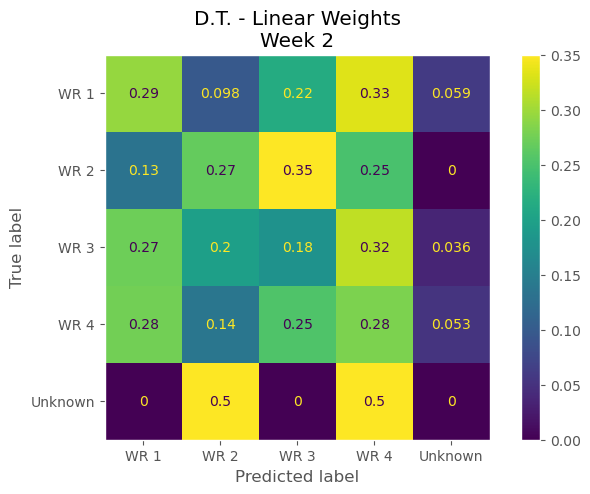 D.T. - Linear Weights
Week 2
True label
WR 1 0.29 0.098 0.22 0.33 0.059
WR 2 0.13 0.27 0.35 0.25 0
WR 3 0.27 0.2 0.18 0.32 0.036
WR 4 0.28 0.14 0.25 0.28 0.053
Unknown 0 0.5 0 0.5 0
WR 1 WR 2 WR 3 WR 4 Unknown
Predicted label
0.35
0.30
0.25
0.20
0.15
0.10
0.05
0.00